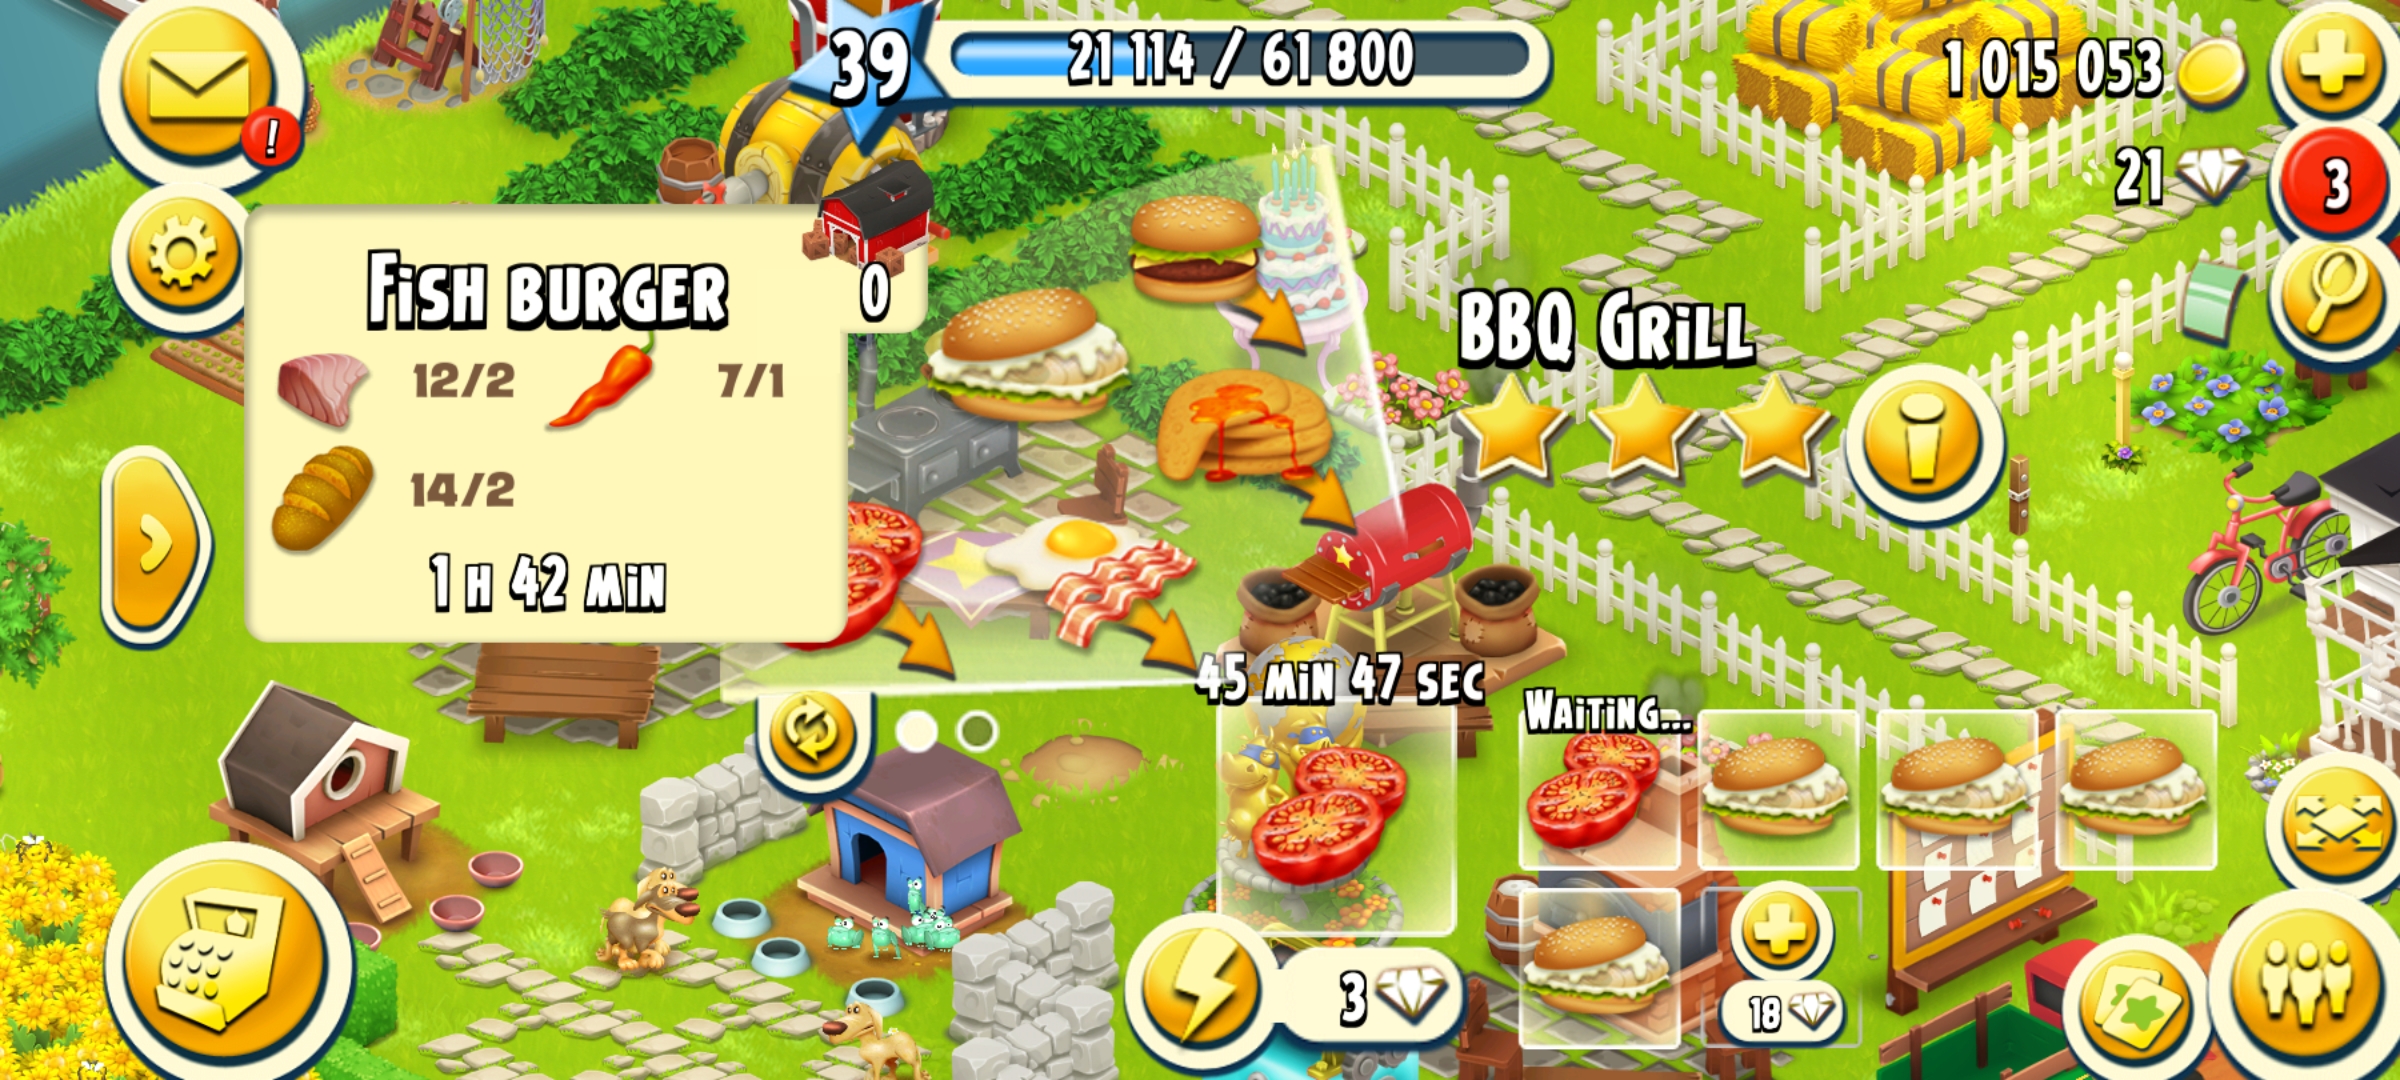 39
21 114 / 61 800
1 015 053
!
21
3
FiSH BURGER
0
12/2
7/1
14/2
1 H 42 MiN
BBQ GRiLL
45 MiN 47 SEC
WAiTiNG...
3
18